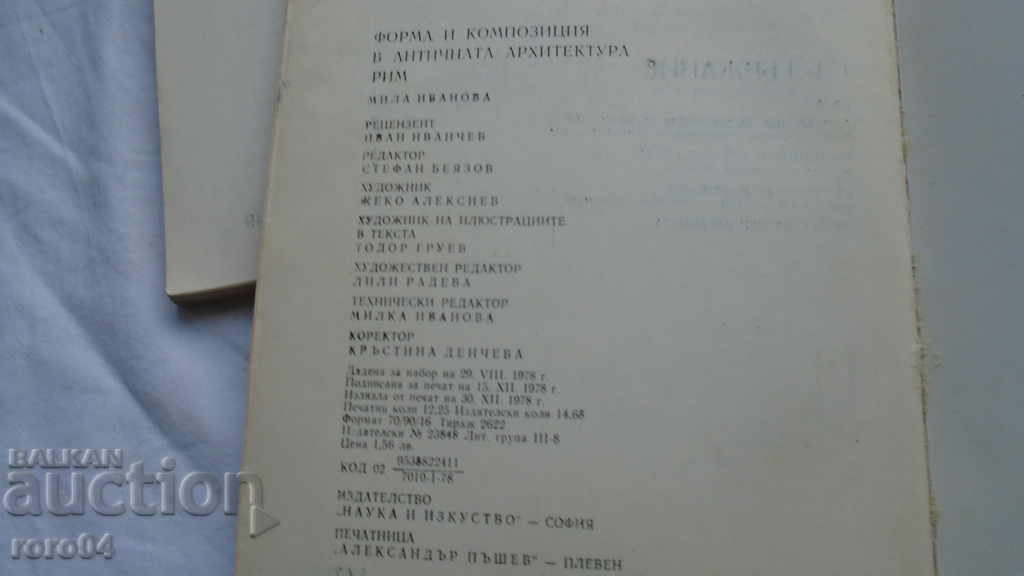 ФОРМА И КОМПОЗИЦИЯ
В АНТИЧНАТА АРХИТЕКТУРА
РИМ
МИЛА ИВАНОВА
РЕЦЕНЗЕНТ
ИВАН ИВАНЧЕВ
РЕДАКТОР
СТЕФАН БЕЯЗОВ
ХУДОЖНИК
ЖЕКО АЛЕКСИЕВ
ХУДОЖНИК НА ИЛЮСТРАЦИИТЕ
В ТЕКСТА
ТОДОР ГРУЕВ
ХУДОЖЕСТВЕН РЕДАКТОР
ЛИЛИ РАДЕВА
ТЕХНИЧЕСКИ РЕДАКТОР
МИЛКА ИВАНОВА
КОРЕКТОР
КРЪСТИНА ДЕНЧЕВА
Дадена за набор на 29. VIII. 1978 г.
Подписана за печат на 15. XII. 1978 г.
Излязла от печат на 30. XII. 1978 г.
Печатни коли 12,25 Издателски коли 14,68
Формат 70/90/16 Тираж 2622
Издателски № 23848 Лит. група III-8
Цена 1,56 лв.
КОД 02 9533822411
7010-1-78
ИЗДАТЕЛСТВО
„НАУКА И ИЗКУСТВО" — СОФИЯ
ПЕЧАТНИЦА
„АЛЕКСАНДЪР ПЪШЕВ" — ПЛЕВЕН
BALKAN
auction
roro04